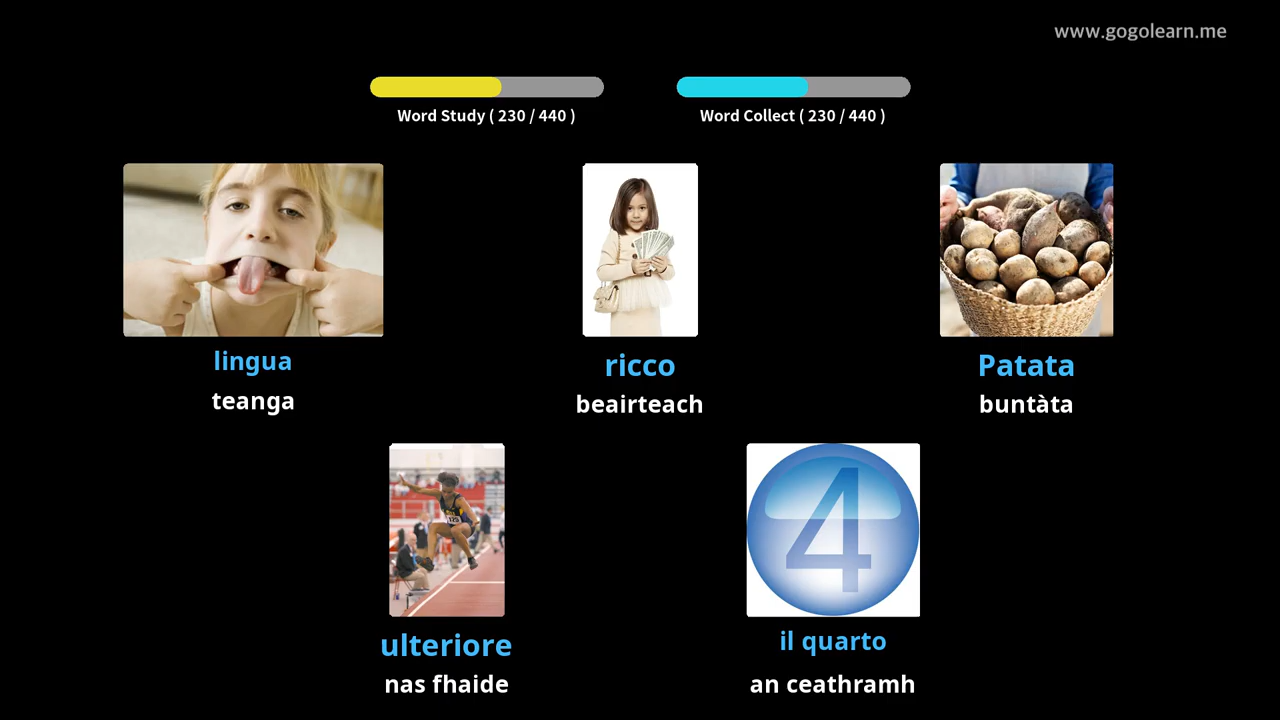 www.gogolearn.me
Word Study ( 230 / 440 )
Word Collect ( 230 / 440 )
lingua
teanga
ricco
beairteach
Patata
buntàta
ulteriore
nas fhaide
4
il quarto
an ceathramh